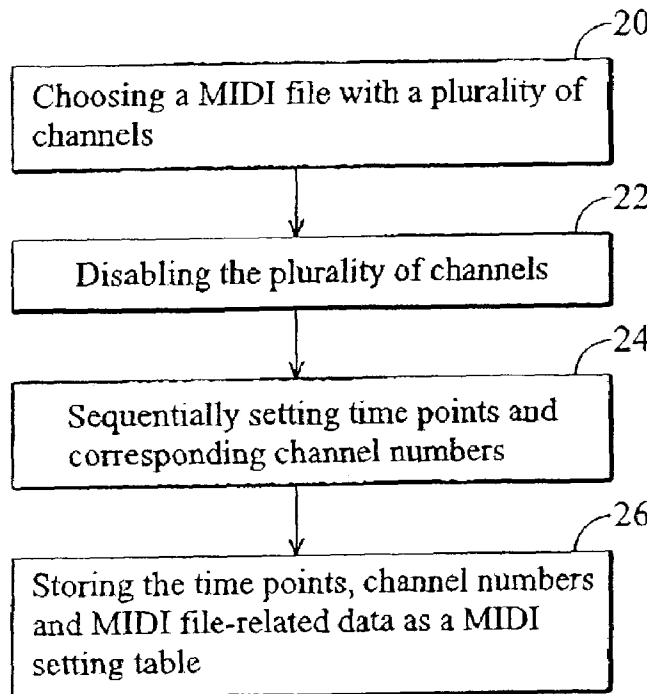 20
Choosing a MIDI file with a plurality of
channels
22
Disabling the plurality of channels
24
Sequentially setting time points and
corresponding channel numbers
26
Storing the time points, channel numbers
and MIDI file-related data as a MIDI
setting table